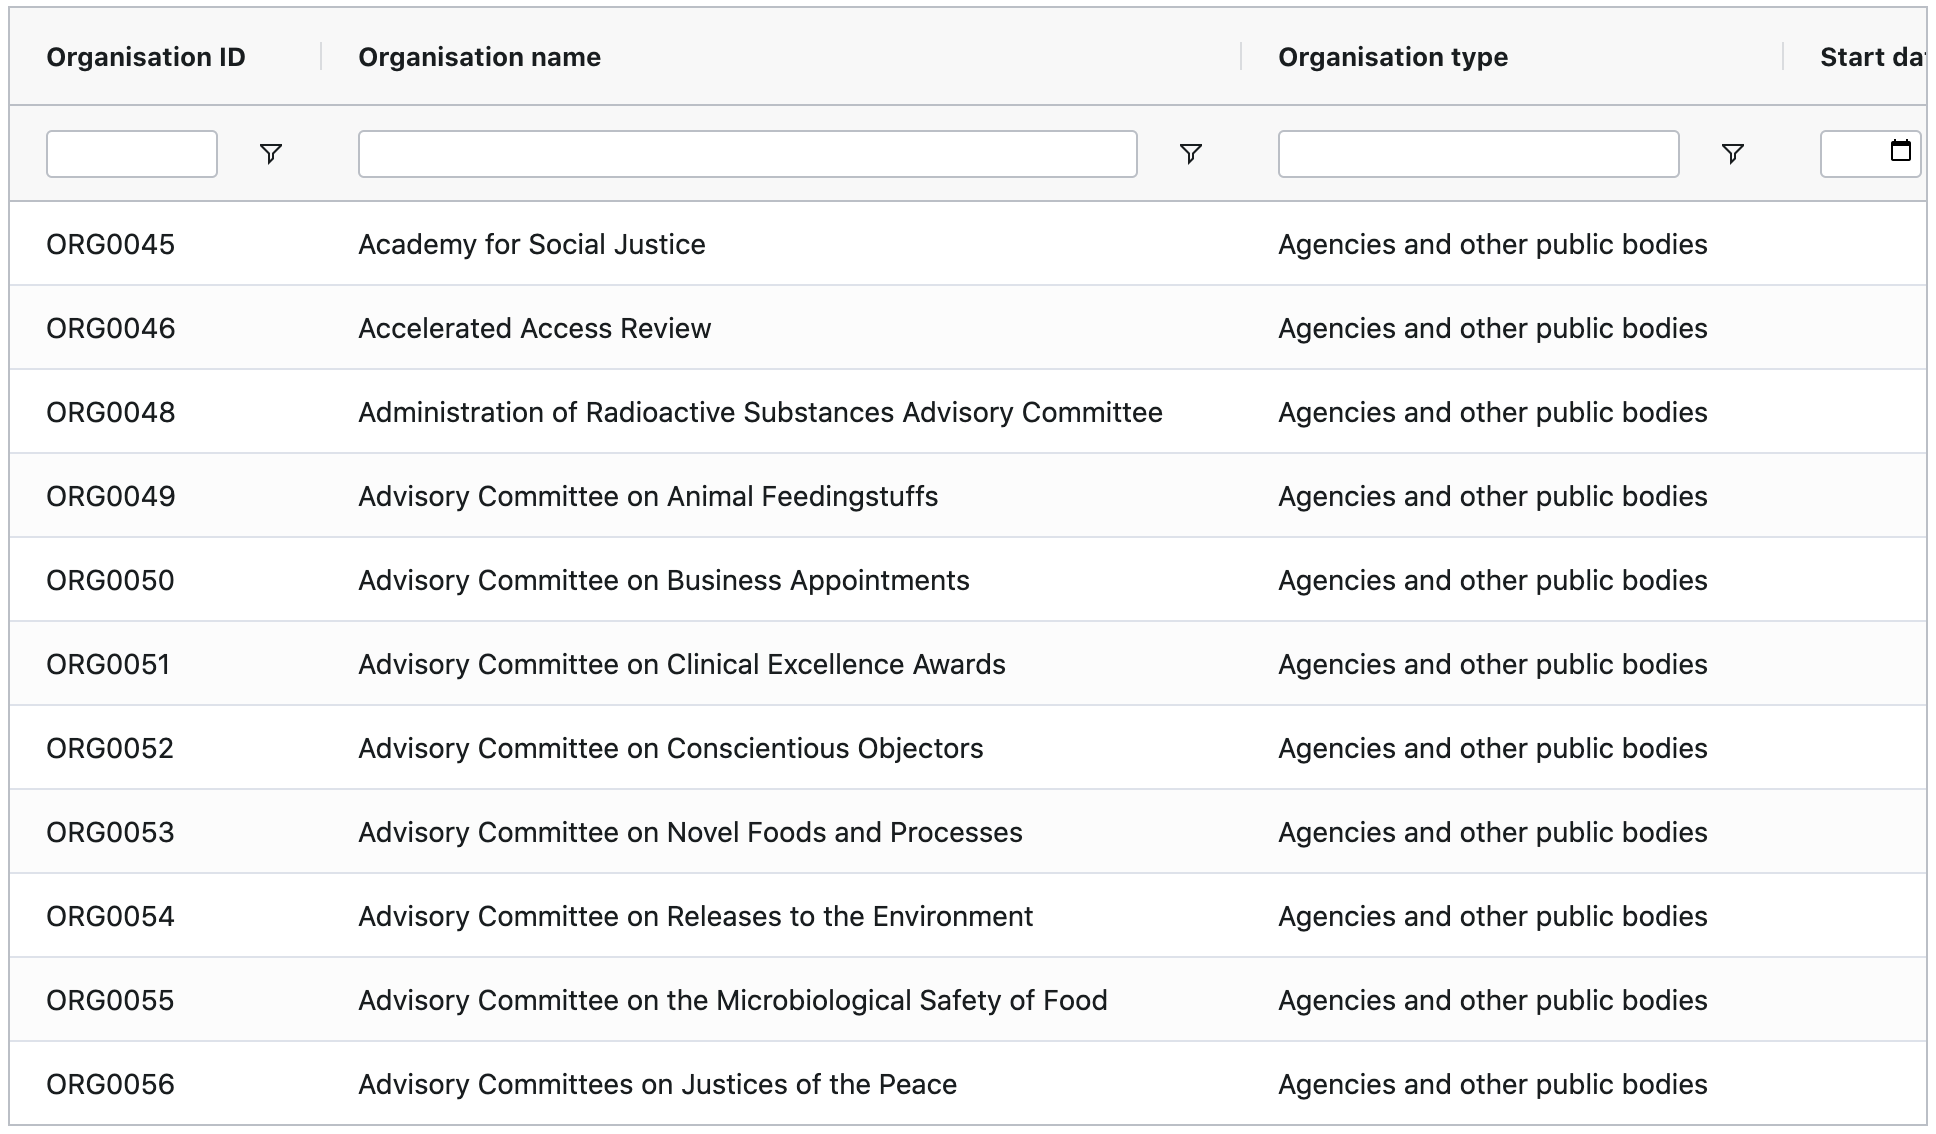 Organisation ID Organisation name Organisation type Start da
ORG0045 Academy for Social Justice Agencies and other public bodies
ORG0046 Accelerated Access Review Agencies and other public bodies
ORG0048 Administration of Radioactive Substances Advisory Committee Agencies and other public bodies
ORG0049 Advisory Committee on Animal Feedingstuffs Agencies and other public bodies
ORG0050 Advisory Committee on Business Appointments Agencies and other public bodies
ORG0051 Advisory Committee on Clinical Excellence Awards Agencies and other public bodies
ORG0052 Advisory Committee on Conscientious Objectors Agencies and other public bodies
ORG0053 Advisory Committee on Novel Foods and Processes Agencies and other public bodies
ORG0054 Advisory Committee on Releases to the Environment Agencies and other public bodies
ORG0055 Advisory Committee on the Microbiological Safety of Food Agencies and other public bodies
ORG0056 Advisory Committees on Justices of the Peace Agencies and other public bodies